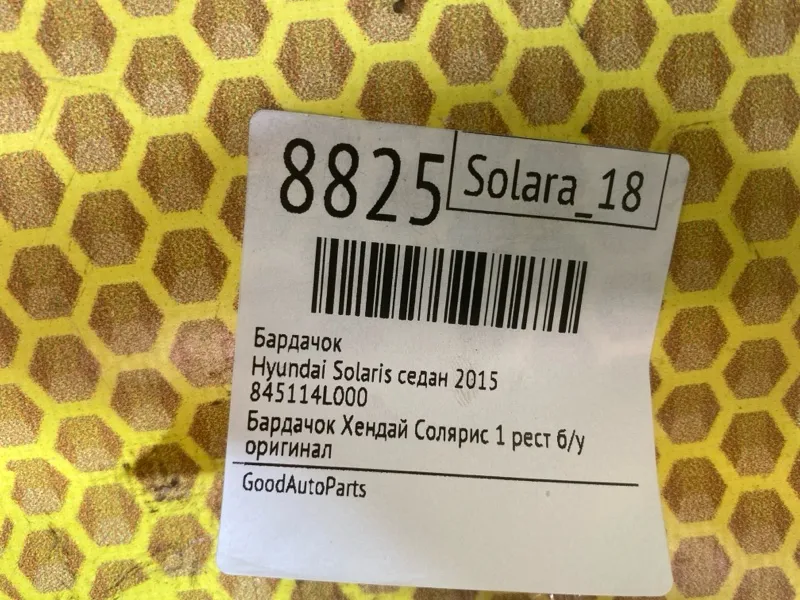 8825
Solara_18
Бардачок
Hyundai Solaris седан 2015
845114L000
Бардачок Хендай Солярис 1 рест б/у
оригинал
GoodAutoParts